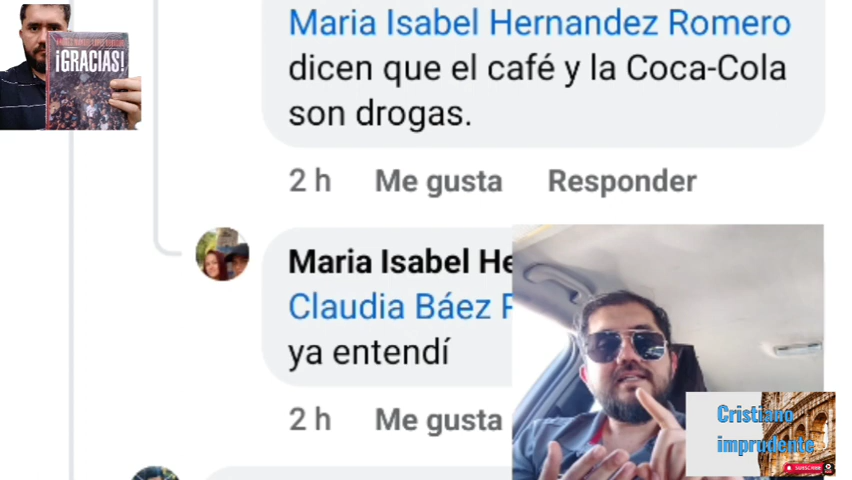 ¡GRACIAS!
Maria Isabel Hernandez Romero
dicen que el café y la Coca-Cola
son drogas.
2 h Me gusta Responder
Maria Isabel He
Claudia Báez
ya entendí
2 h Me gusta
Cristiano
imprudente
SUBSCRIBE